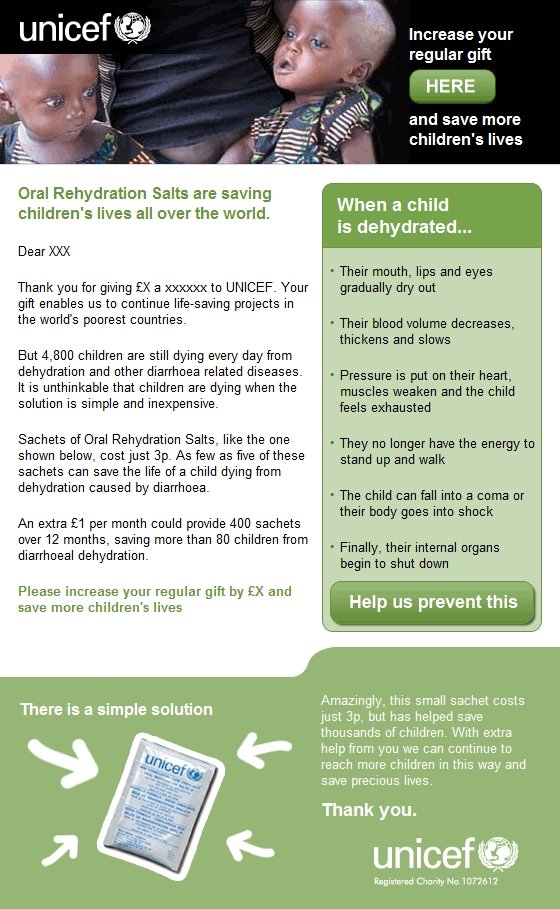 unicef
Increase your
regular gift
HERE
and save more
children's lives
Oral Rehydration Salts are saving
children's lives all over the world.
Dear XXX
Thank you for giving £X a xxxxxx to UNICEF. Your
gift enables us to continue life-saving projects in
the world's poorest countries.
But 4,800 children are still dying every day from
dehydration and other diarrhoea related diseases.
It is unthinkable that children are dying when the
solution is simple and inexpensive.
Sachets of Oral Rehydration Salts, like the one
shown below, cost just 3p. As few as five of these
sachets can save the life of a child dying from
dehydration caused by diarrhoea.
An extra £1 per month could provide 400 sachets
over 12 months, saving more than 80 children from
diarrhoeal dehydration.
Please increase your regular gift by £X and
save more children's lives
When a child
is dehydrated...
• Their mouth, lips and eyes
gradually dry out
• Their blood volume decreases,
thickens and slows
• Pressure is put on their heart,
muscles weaken and the child
feels exhausted
• They no longer have the energy to
stand up and walk
• The child can fall into a coma or
their body goes into shock
• Finally, their internal organs
begin to shut down
Help us prevent this
There is a simple solution
unicef
Amazingly, this small sachet costs
just 3p, but has helped save
thousands of children. With extra
help from you we can continue to
reach more children in this way and
save precious lives.
Thank you.
unicef
Registered Charity No. 1072612